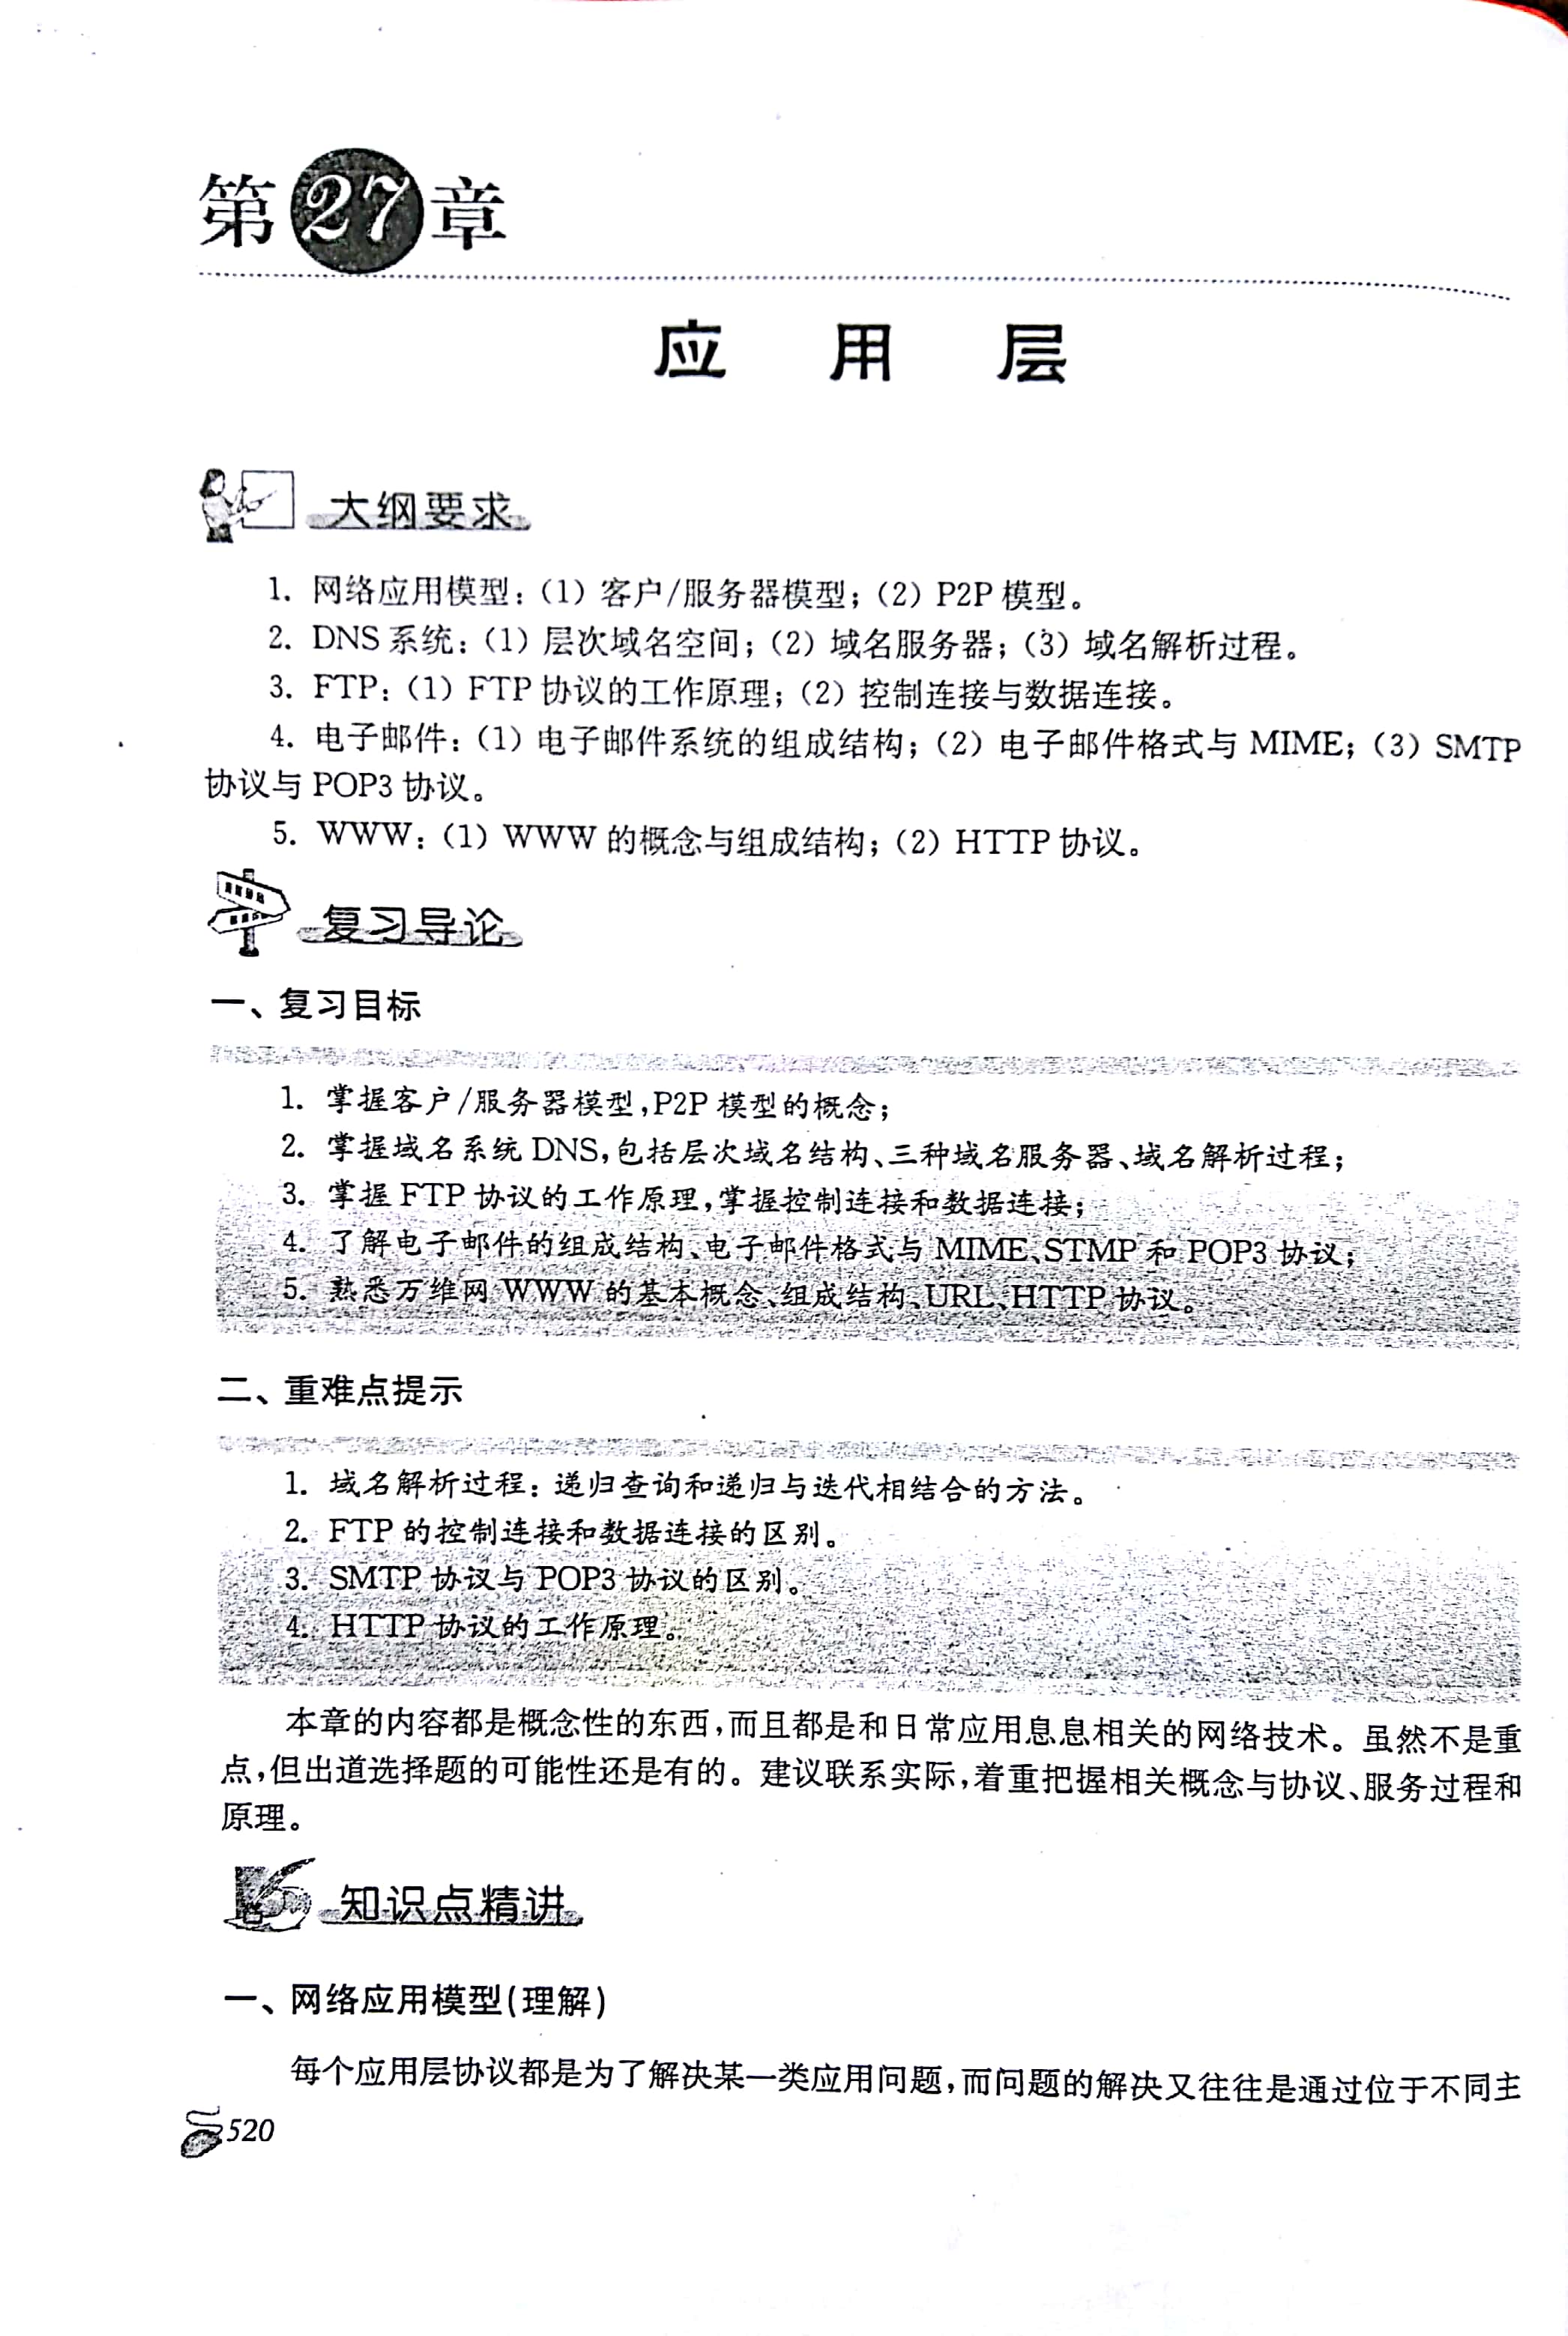 第27章
应 用 层
大纲要求
1. 网络应用模型：(1) 客户/服务器模型；(2) P2P 模型。
2. DNS 系统：(1) 层次域名空间；(2) 域名服务器；(3) 域名解析过程。
3. FTP：(1) FTP 协议的工作原理；(2) 控制连接与数据连接。
4. 电子邮件：(1) 电子邮件系统的组成结构；(2) 电子邮件格式与 MIME；(3) SMTP
协议与 POP3 协议。
5. WWW：(1) WWW 的概念与组成结构；(2) HTTP 协议。
复习导论
一、复习目标
1. 掌握客户/服务器模型，P2P 模型的概念；
2. 掌握域名系统 DNS，包括层次域名结构、三种域名服务器、域名解析过程；
3. 掌握 FTP 协议的工作原理，掌握控制连接和数据连接；
4. 了解电子邮件的组成结构、电子邮件格式与 MIME、STMP 和 POP3 协议；
5. 熟悉万维网 WWW 的基本概念、组成结构、URL、HTTP 协议。
二、重难点提示
1. 域名解析过程：递归查询和递归与迭代相结合的方法。
2. FTP 的控制连接和数据连接的区别。
3. SMTP 协议与 POP3 协议的区别。
4. HTTP 协议的工作原理。
本章的内容都是概念性的东西，而且都是和日常应用息息相关的网络技术。虽然不是重
点，但出道选择题的可能性还是有的。建议联系实际，着重把握相关概念与协议、服务过程和
原理。
知识点精讲
一、网络应用模型(理解)
每个应用层协议都是为了解决某一类应用问题，而问题的解决又往往是通过位于不同主
520